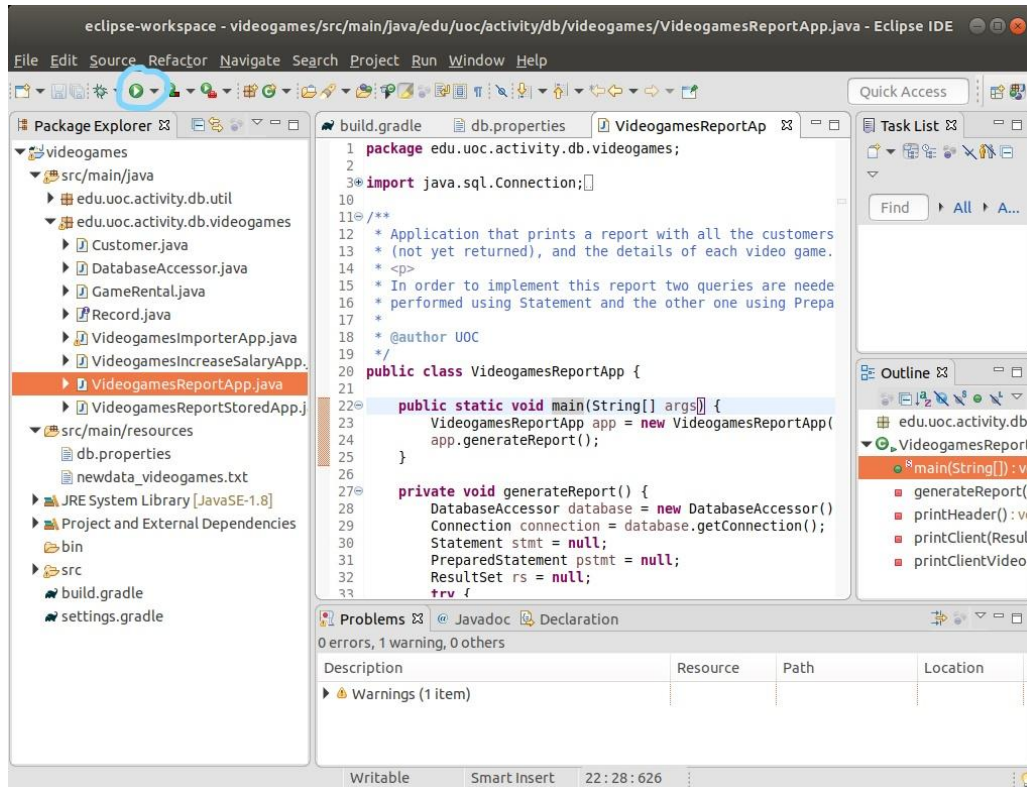 eclipse-workspace - videogames/src/main/java/edu/uoc/activity/db/videogames/VideogamesReportApp.java - Eclipse IDE
File Edit Source Refactor Navigate Search Project Run Window Help
Quick Access
Package Explorer
videogames
src/main/java
edu.uoc.activity.db.util
edu.uoc.activity.db.videogames
Customer.java
DatabaseAccessor.java
GameRental.java
Record.java
VideogamesImporterApp.java
VideogamesIncreaseSalaryApp.
VideogamesReportApp.java
VideogamesReportStoredApp.j
src/main/resources
db.properties
newdata_videogames.txt
JRE System Library [JavaSE-1.8]
Project and External Dependencies
bin
src
build.gradle
settings.gradle
build.gradle db.properties VideogamesReportAp
1 package edu.uoc.activity.db.videogames;
2
3 import java.sql.Connection;
10
11 /**
12 * Application that prints a report with all the customers
13 * (not yet returned), and the details of each video game.
14 * <p>
15 * In order to implement this report two queries are neede
16 * performed using Statement and the other one using Prepa
17 *
18 * @author UOC
19 */
20 public class VideogamesReportApp {
21
22 public static void main(String[] args) {
23 VideogamesReportApp app = new VideogamesReportApp(
24 app.generateReport();
25 }
26
27 private void generateReport() {
28 DatabaseAccessor database = new DatabaseAccessor()
29 Connection connection = database.getConnection();
30 Statement stmt = null;
31 PreparedStatement pstmt = null;
32 ResultSet rs = null;
33 try {
Task List
Find All A...
Outline
edu.uoc.activity.db
VideogamesReport
main(String[]) : v
generateReport(
printHeader() : v
printClient(Resul
printClientVideo
Problems @ Javadoc Declaration
0 errors, 1 warning, 0 others
Description Resource Path Location
Warnings (1 item)
Writable Smart Insert 22 : 28 : 626